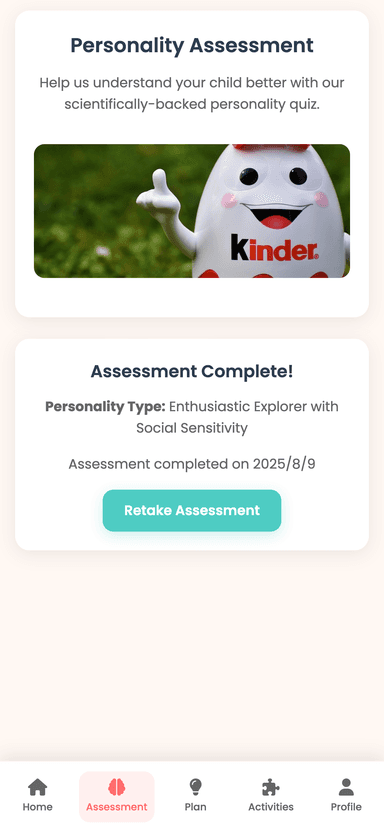 Personality Assessment
Help us understand your child better with our
scientifically-backed personality quiz.
kinder
Assessment Complete!
Personality Type: Enthusiastic Explorer with
Social Sensitivity
Assessment completed on 2025/8/9
Retake Assessment
Home
Assessment
Plan
Activities
Profile